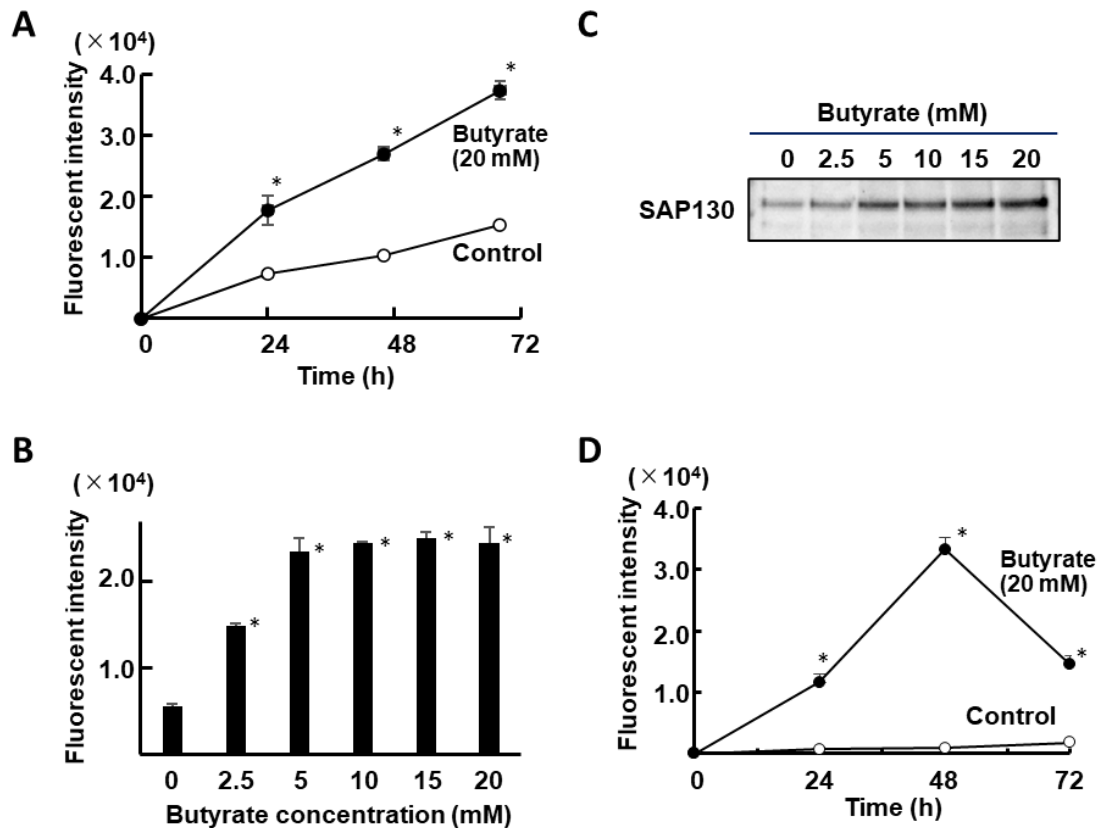 A
(×10⁴)
Fluorescent intensity
4.0
3.0
2.0
1.0
*
*
*
Butyrate
(20 mM)
Control
0 24 48 72
Time (h)
C
Butyrate (mM)
0 2.5 5 10 15 20
SAP130
B
(×10⁴)
Fluorescent intensity
2.0
1.0
* * * * *
0 2.5 5 10 15 20
Butyrate concentration (mM)
D
(×10⁴)
Fluorescent intensity
4.0
3.0
2.0
1.0
*
*
*
Butyrate
(20 mM)
Control
0 24 48 72
Time (h)